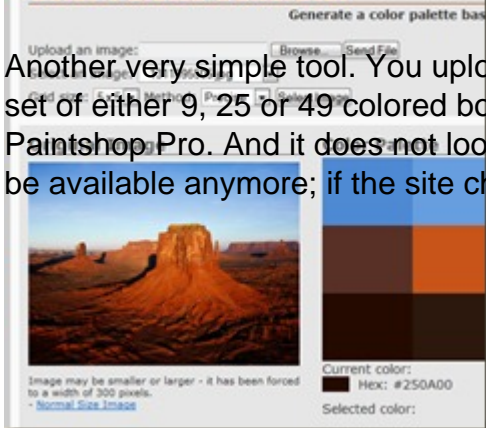 Generate a color palette bas
Upload an image: Browse... Send File
Another very simple tool. You uplo
set of either 9, 25 or 49 colored bo
Paintshop Pro. And it does not loo
be available anymore; if the site ch
Image may be smaller or larger - it has been forced
to a width of 300 pixels.
- Normal Size Image
Current color:
Hex: #250A00
Selected color: